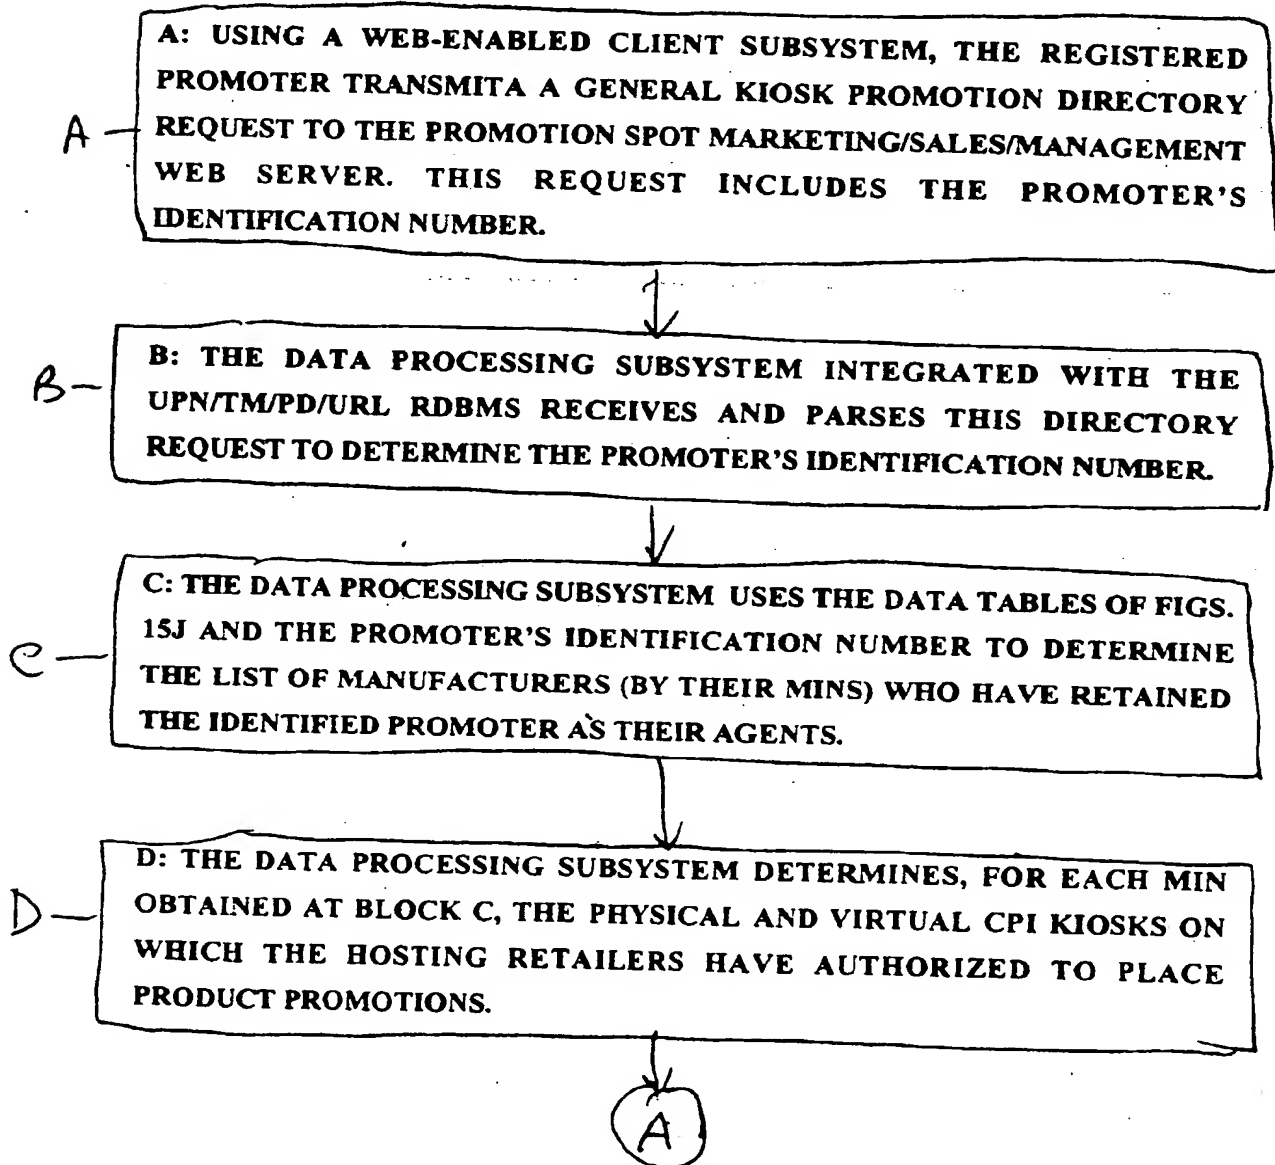 A: USING A WEB-ENABLED CLIENT SUBSYSTEM, THE REGISTERED
PROMOTER TRANSMITA A GENERAL KIOSK PROMOTION DIRECTORY
A
REQUEST TO THE PROMOTION SPOT MARKETING/SALES/MANAGEMENT
WEB SERVER. THIS REQUEST INCLUDES THE PROMOTER'S
IDENTIFICATION NUMBER.
B: THE DATA PROCESSING SUBSYSTEM INTEGRATED WITH THE
B
UPN/TM/PD/URL RDBMS RECEIVES AND PARSES THIS DIRECTORY
REQUEST TO DETERMINE THE PROMOTER'S IDENTIFICATION NUMBER.
C: THE DATA PROCESSING SUBSYSTEM USES THE DATA TABLES OF FIGS.
15J AND THE PROMOTER'S IDENTIFICATION NUMBER TO DETERMINE
C
THE LIST OF MANUFACTURERS (BY THEIR MINS) WHO HAVE RETAINED
THE IDENTIFIED PROMOTER AS THEIR AGENTS.
D: THE DATA PROCESSING SUBSYSTEM DETERMINES, FOR EACH MIN
D
OBTAINED AT BLOCK C, THE PHYSICAL AND VIRTUAL CPI KIOSKS ON
WHICH THE HOSTING RETAILERS HAVE AUTHORIZED TO PLACE
PRODUCT PROMOTIONS.
A